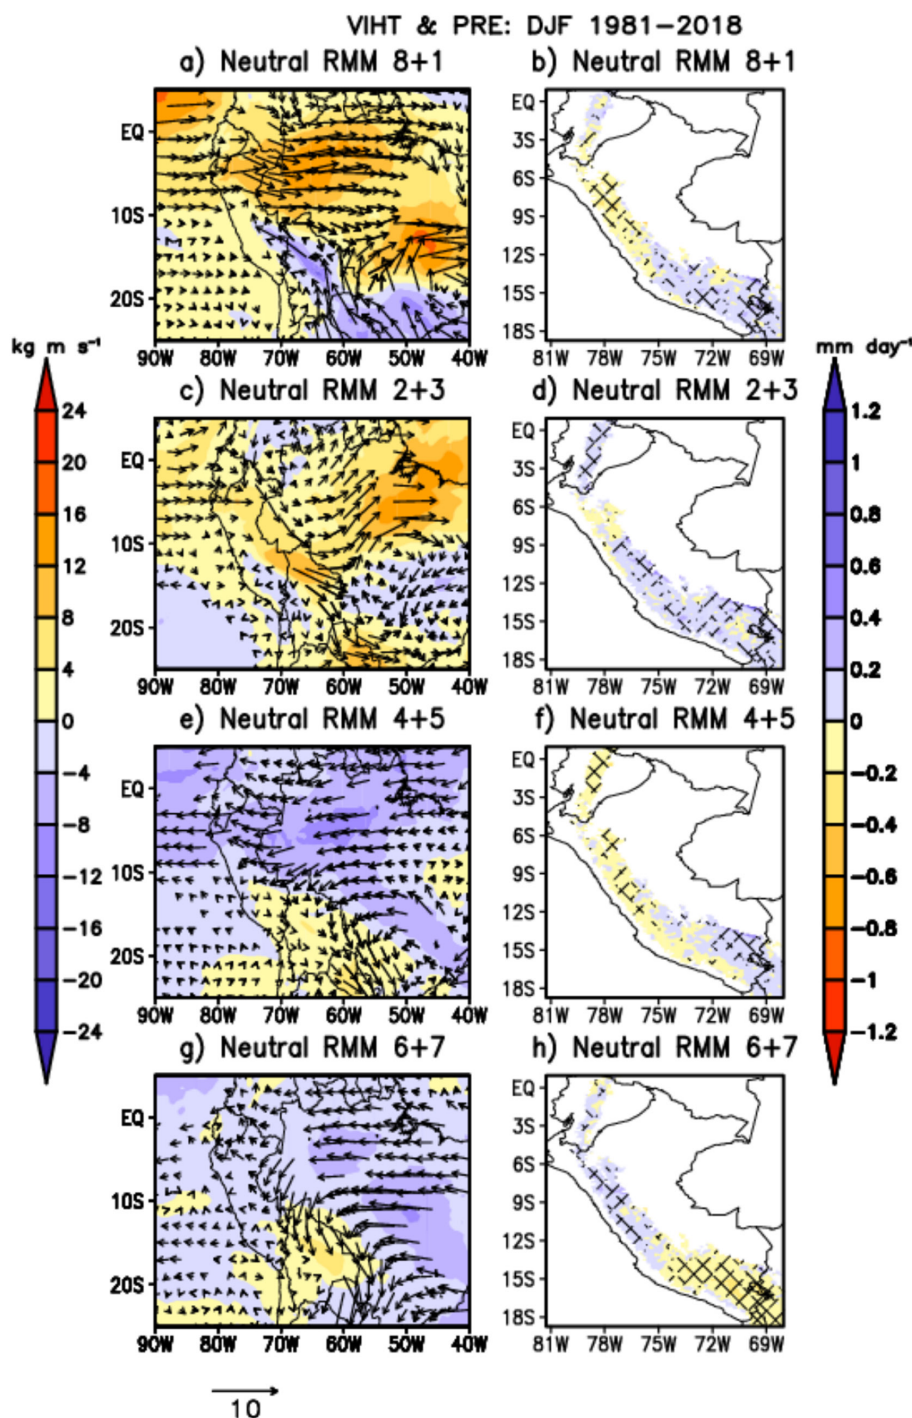 VIHT & PRE: DJF 1981-2018
a) Neutral RMM 8+1
b) Neutral RMM 8+1
EQ
10S
20S
90W 80W 70W 60W 50W 40W
EQ
3S
6S
9S
12S
15S
18S
81W 78W 75W 72W 69W
kg m s⁻¹
24
20
16
12
8
4
0
-4
-8
-12
-16
-20
-24
mm day⁻¹
1.2
1
0.8
0.6
0.4
0.2
0
-0.2
-0.4
-0.6
-0.8
-1
-1.2
c) Neutral RMM 2+3
d) Neutral RMM 2+3
EQ
10S
20S
90W 80W 70W 60W 50W 40W
EQ
3S
6S
9S
12S
15S
18S
81W 78W 75W 72W 69W
e) Neutral RMM 4+5
f) Neutral RMM 4+5
EQ
10S
20S
90W 80W 70W 60W 50W 40W
EQ
3S
6S
9S
12S
15S
18S
81W 78W 75W 72W 69W
g) Neutral RMM 6+7
h) Neutral RMM 6+7
EQ
10S
20S
90W 80W 70W 60W 50W 40W
EQ
3S
6S
9S
12S
15S
18S
81W 78W 75W 72W 69W
10